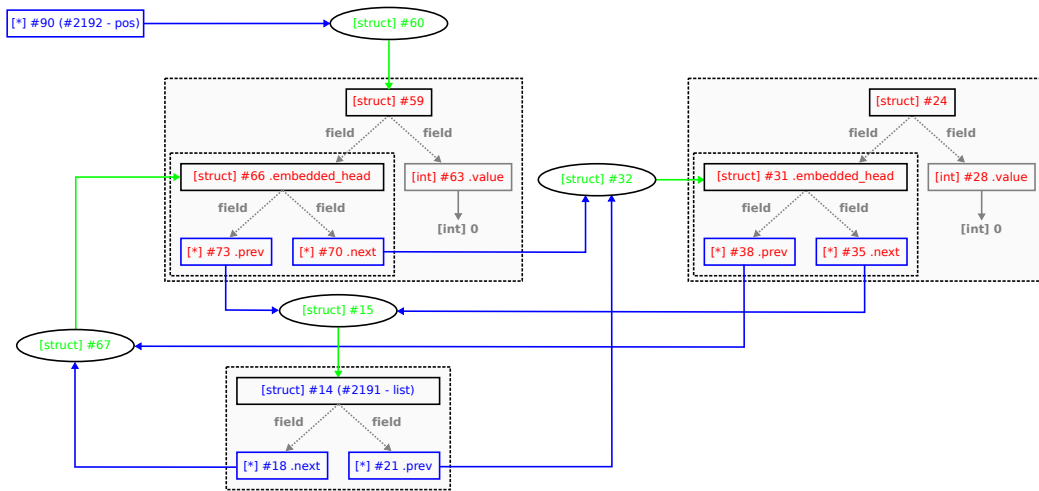 [*] #90 (#2192 - pos)
[struct] #60
[struct] #59
[struct] #24
field
field
field
field
[struct] #66 .embedded_head
[int] #63 .value
[struct] #32
[struct] #31 .embedded_head
[int] #28 .value
field
field
[int] 0
field
field
[int] 0
[*] #73 .prev
[*] #70 .next
[*] #38 .prev
[*] #35 .next
[struct] #15
[struct] #67
[struct] #14 (#2191 - list)
field
field
[*] #18 .next
[*] #21 .prev